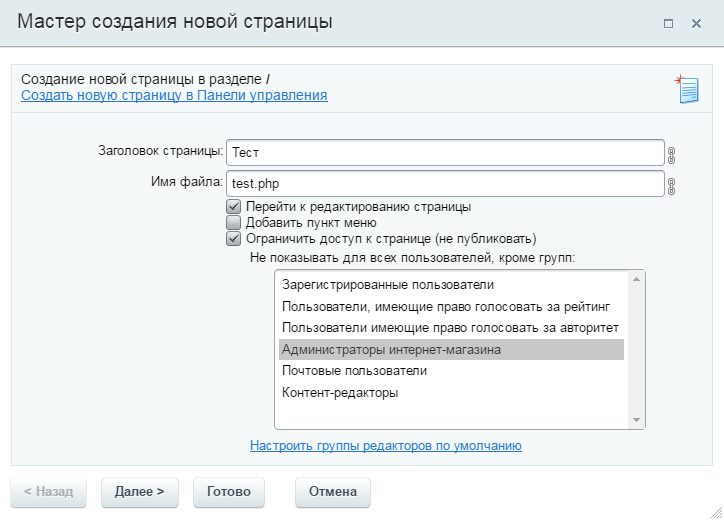 Мастер создания новой страницы
Создание новой страницы в разделе /
Создать новую страницу в Панели управления
Заголовок страницы: Тест
Имя файла: test.php
Перейти к редактированию страницы
Добавить пункт меню
Ограничить доступ к странице (не публиковать)
Не показывать для всех пользователей, кроме групп:
Зарегистрированные пользователи
Пользователи, имеющие право голосовать за рейтинг
Пользователи имеющие право голосовать за авторитет
Администраторы интернет-магазина
Почтовые пользователи
Контент-редакторы
Настроить группы редакторов по умолчанию
< Назад Далее > Готово Отмена